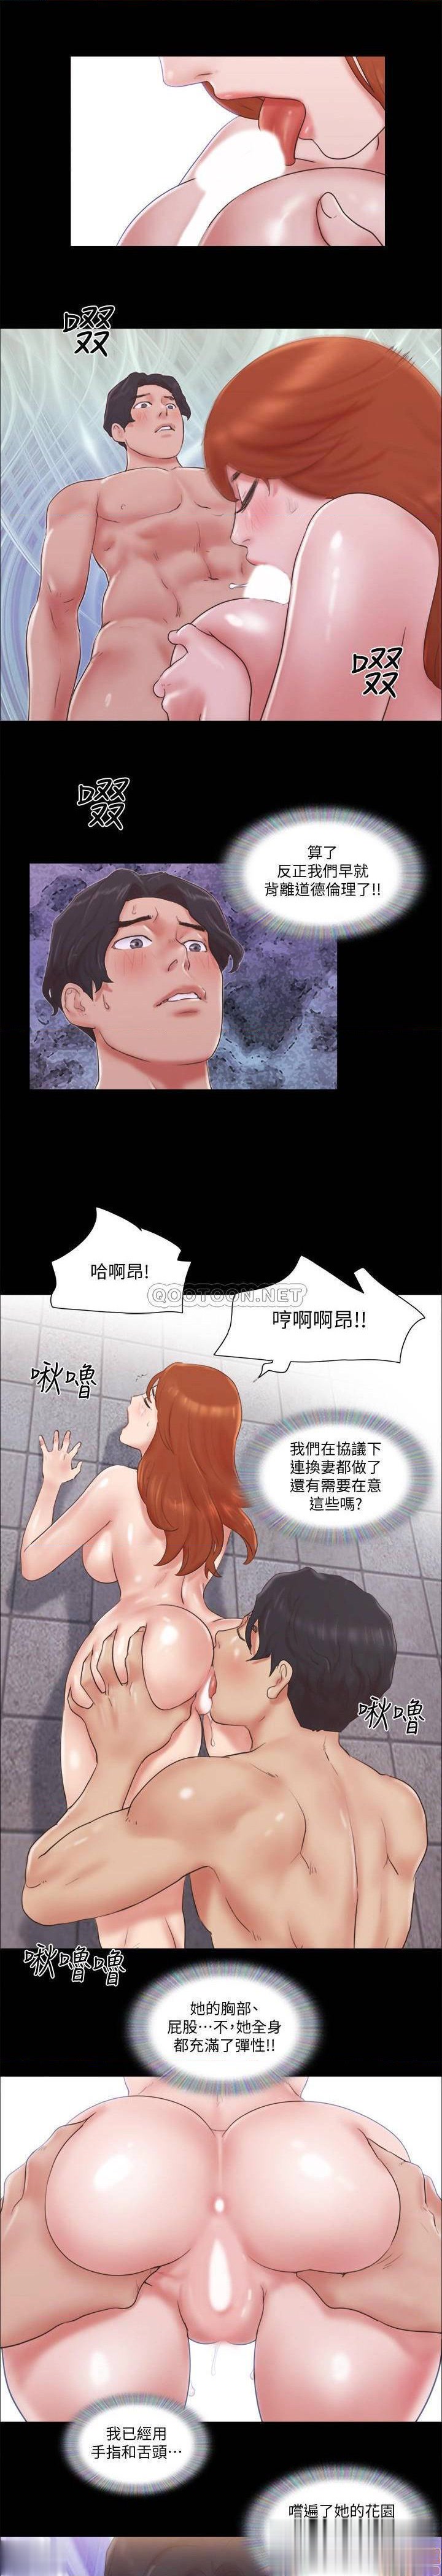 啜
啜
啜
算了
反正我們早就
背離道德倫理了!!
哈啊昂!
TOPTOON.NET
哼啊啊昂!!
啾嚕
我們在協議下
連換妻都做了
還有需要在意
這些嗎?
啾嚕
啾嚕嚕
她的胸部、
屁股…不,她全身
都充滿了彈性!!
我已經用
手指和舌頭…
嚐遍了她的花園